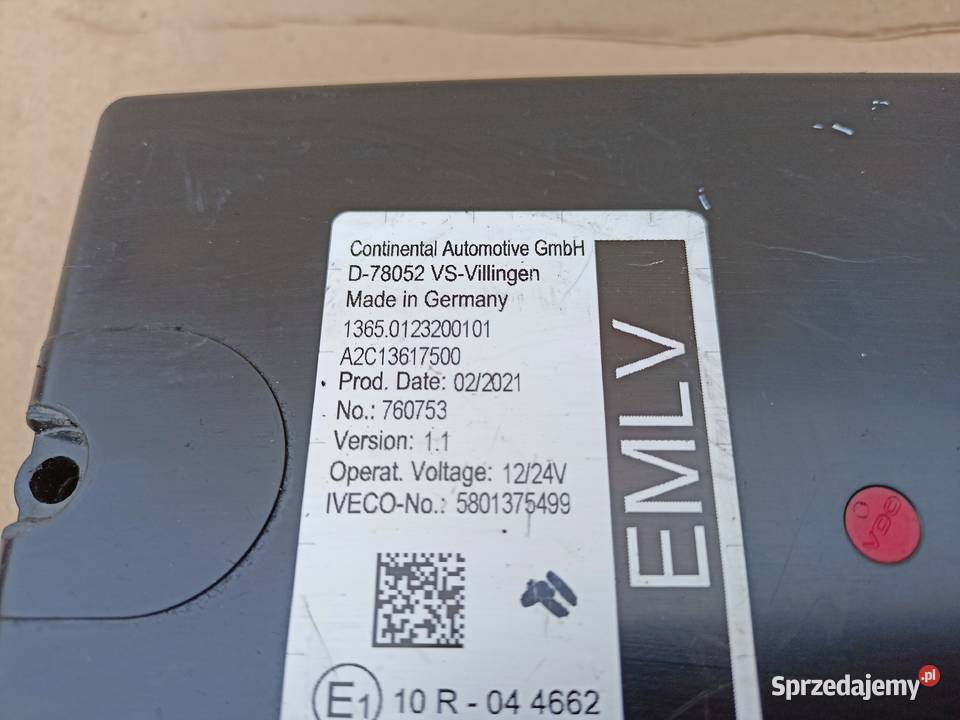 Continental Automotive GmbH
D-78052 VS-Villingen
Made in Germany
1365.0123200101
A2C13617500
Prod. Date: 02/2021
No.: 760753
Version: 1.1
Operat. Voltage: 12/24V
IVECO-No.: 5801375499
EMLV
E1 10 R - 04 4662
Sprzedajemy.pl